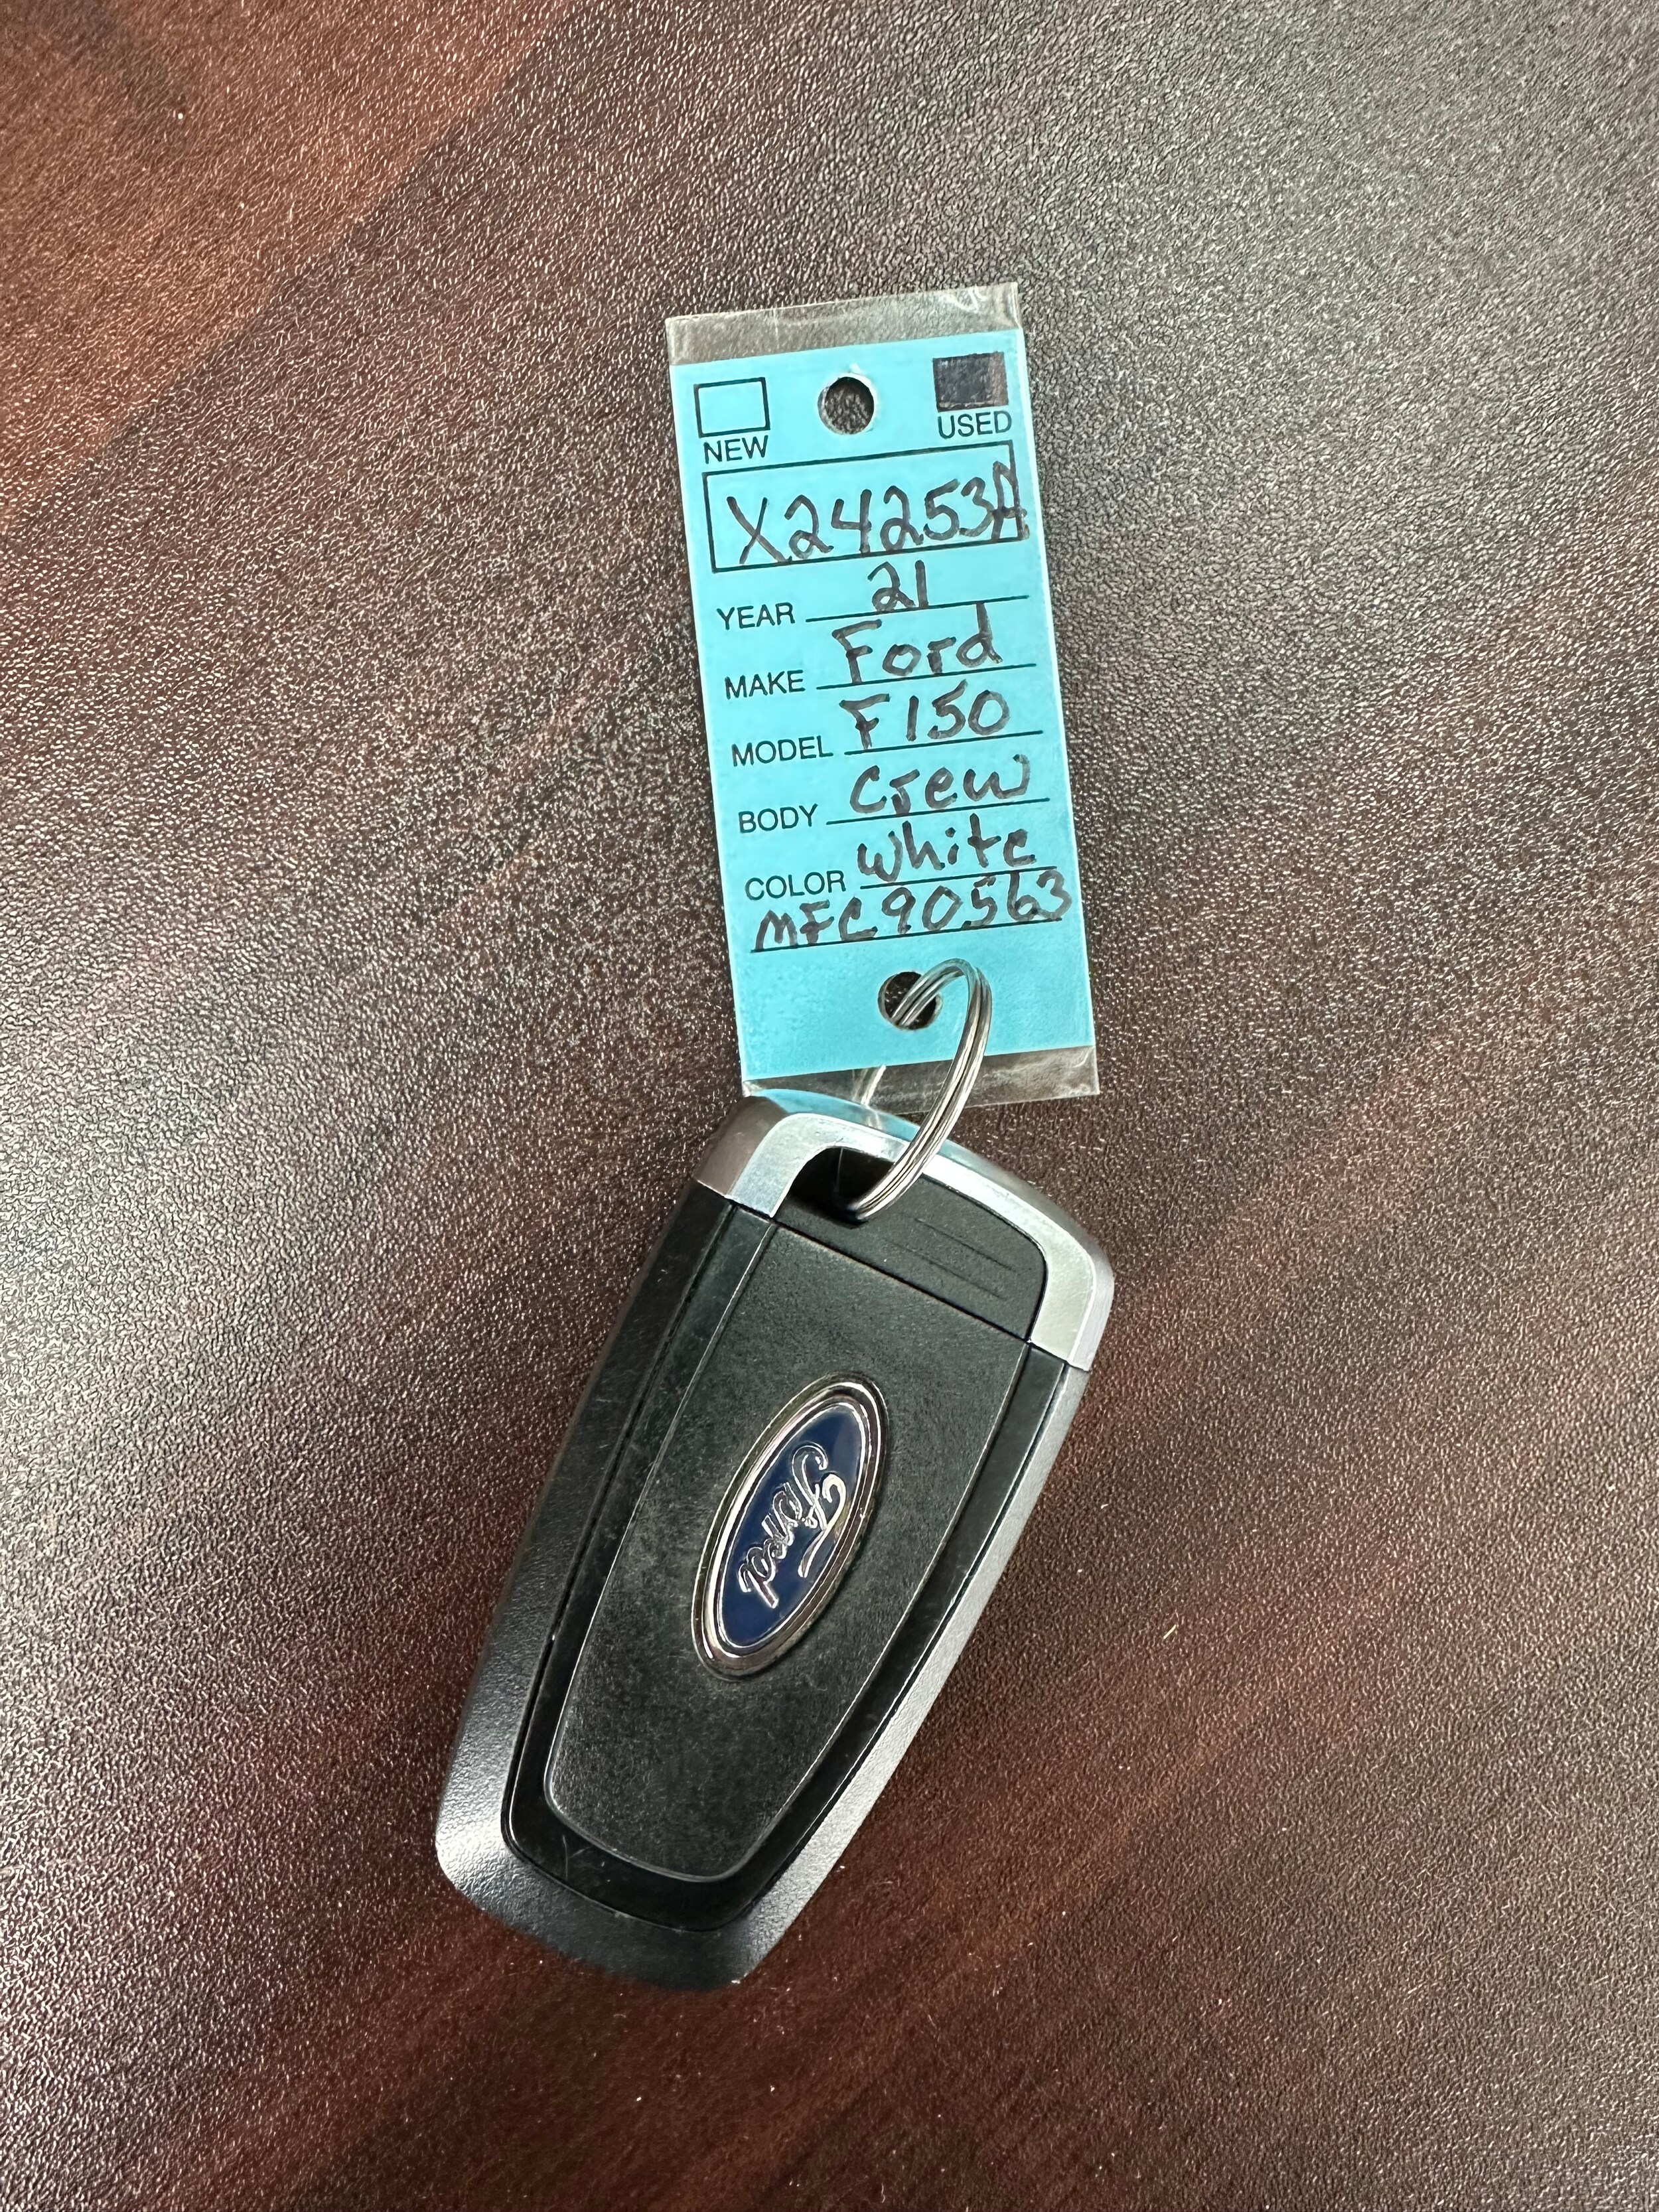 NEW USED
X24253A
YEAR 21
MAKE Ford
MODEL F150
BODY Crew
COLOR White
MFC90563
Ford